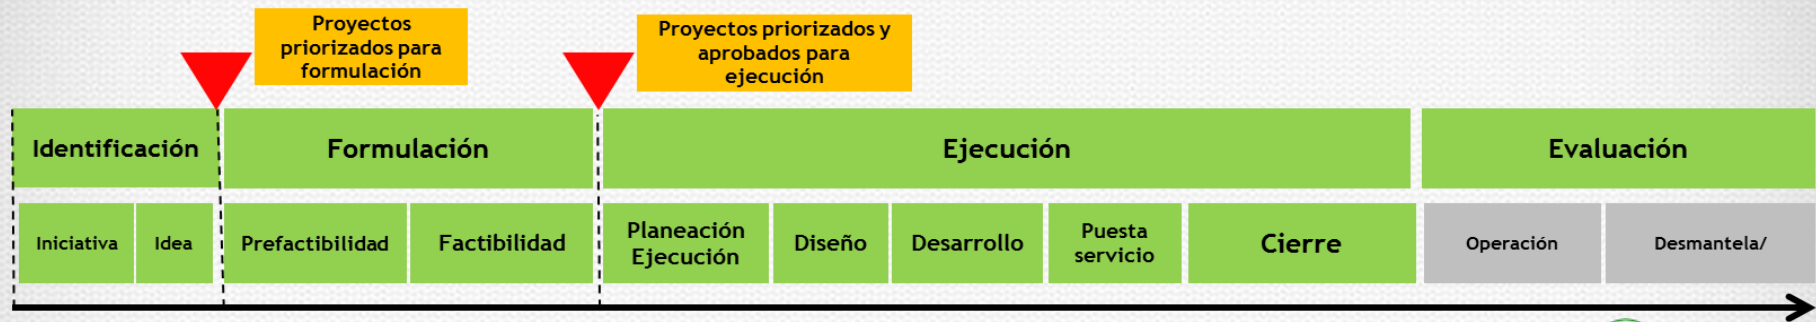 Proyectos
priorizados para
formulación
Proyectos priorizados y
aprobados para
ejecución
Identificación
Formulación
Ejecución
Evaluación
Iniciativa
Idea
Prefactibilidad
Factibilidad
Planeación
Ejecución
Diseño
Desarrollo
Puesta
servicio
Cierre
Operación
Desmantela/